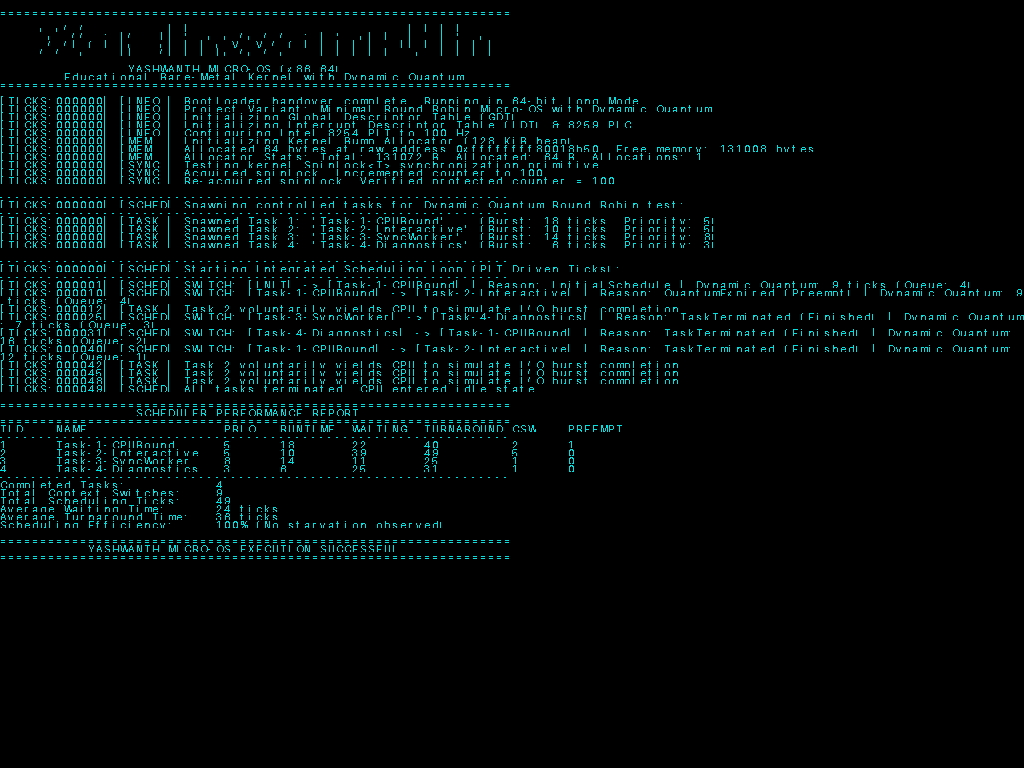 YASHWANTH MICRO-OS (x86_64)
Educational Bare-Metal Kernel with Dynamic Quantum
[TICKS:000000] [INFO ] Bootloader handover complete. Running in 64-bit Long Mode.
[TICKS:000000] [INFO ] Project Variant: Minimal Round Robin Micro-OS with Dynamic Quantum
[TICKS:000000] [INFO ] Initializing Global Descriptor Table (GDT)
[TICKS:000000] [INFO ] Initializing Interrupt Descriptor Table (IDT) & 8259 PIC
[TICKS:000000] [INFO ] Configuring Intel 8254 PIT to 100 Hz
[TICKS:000000] [MEM  ] Initializing Kernel Bump Allocator (128 KiB heap)
[TICKS:000000] [MEM  ] Allocated 64 bytes at raw address 0xffffffff80018b50. Free memory: 131008 bytes
[TICKS:000000] [MEM  ] Allocator Stats: Total: 131072 B, Allocated: 64 B, Allocations: 1
[TICKS:000000] [SYNC ] Testing kernel Spinlock<T> synchronization primitive
[TICKS:000000] [SYNC ] Acquired spinlock. Incremented counter to 100
[TICKS:000000] [SYNC ] Re-acquired spinlock. Verified protected counter = 100
[TICKS:000000] [SCHED] Spawning controlled tasks for Dynamic Quantum Round Robin test:
[TICKS:000000] [TASK ] Spawned Task 1: 'Task-1-CPUBound' (Burst: 18 ticks, Priority: 5)
[TICKS:000000] [TASK ] Spawned Task 2: 'Task-2-Interactive' (Burst: 10 ticks, Priority: 5)
[TICKS:000000] [TASK ] Spawned Task 3: 'Task-3-SyncWorker' (Burst: 14 ticks, Priority: 8)
[TICKS:000000] [TASK ] Spawned Task 4: 'Task-4-Diagnostics' (Burst: 6 ticks, Priority: 3)
[TICKS:000000] [SCHED] Starting Integrated Scheduling Loop (PIT Driven Ticks):
[TICKS:000001] [SCHED] SWITCH: [INIT] -> [Task-1-CPUBound] | Reason: InitialSchedule | Dynamic Quantum: 9 ticks (Queue: 4)
[TICKS:000010] [SCHED] SWITCH: [Task-1-CPUBound] -> [Task-2-Interactive] | Reason: QuantumExpired (Preempt) | Dynamic Quantum: 9
ticks (Queue: 4)
[TICKS:000012] [TASK ] Task 2 voluntarily yields CPU to simulate I/O burst completion
[TICKS:000026] [SCHED] SWITCH: [Task-3-SyncWorker] -> [Task-4-Diagnostics] | Reason: TaskTerminated (Finished) | Dynamic Quantum
: 7 ticks (Queue: 3)
[TICKS:000031] [SCHED] SWITCH: [Task-4-Diagnostics] -> [Task-1-CPUBound] | Reason: TaskTerminated (Finished) | Dynamic Quantum:
10 ticks (Queue: 2)
[TICKS:000040] [SCHED] SWITCH: [Task-1-CPUBound] -> [Task-2-Interactive] | Reason: TaskTerminated (Finished) | Dynamic Quantum:
12 ticks (Queue: 1)
[TICKS:000042] [TASK ] Task 2 voluntarily yields CPU to simulate I/O burst completion
[TICKS:000045] [TASK ] Task 2 voluntarily yields CPU to simulate I/O burst completion
[TICKS:000048] [TASK ] Task 2 voluntarily yields CPU to simulate I/O burst completion
[TICKS:000049] [SCHED] All tasks terminated. CPU entered idle state.
SCHEDULER PERFORMANCE REPORT
TID NAME PRIO RUNTIME WAITING TURNAROUND CSW PREEMPT
1 Task-1-CPUBound 5 18 22 40 2 1
2 Task-2-Interactive 5 10 39 49 5 0
3 Task-3-SyncWorker 8 14 11 25 1 0
4 Task-4-Diagnostics 3 6 25 31 1 0
Completed Tasks: 4
Total Context Switches: 9
Total Scheduling Ticks: 49
Average Waiting Time: 24 ticks
Average Turnaround Time: 36 ticks
Scheduling Efficiency: 100% (No starvation observed)
YASHWANTH MICRO-OS EXECUTION SUCCESSFUL